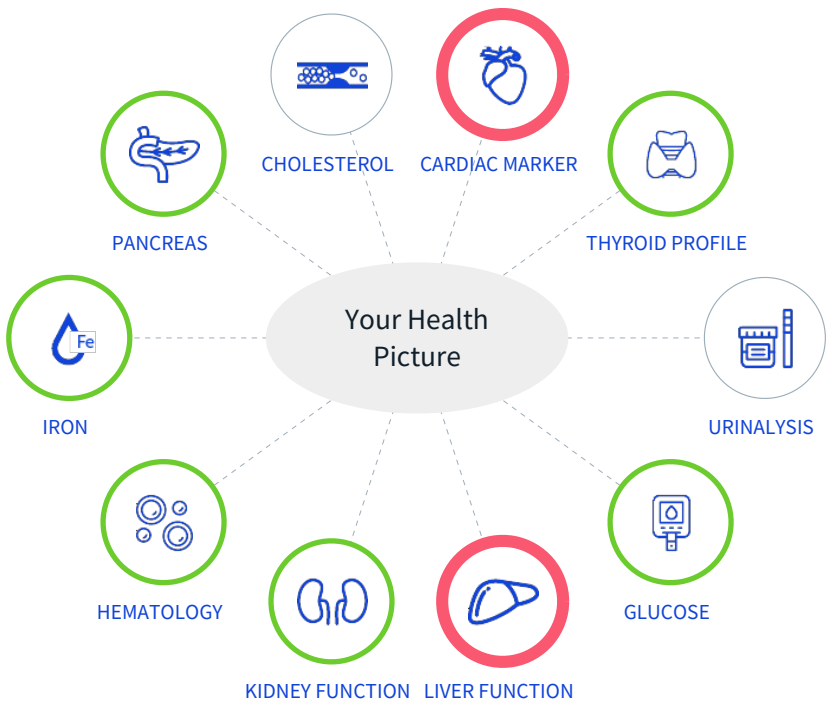 CHOLESTEROL
CARDIAC MARKER
PANCREAS
THYROID PROFILE
Your Health
Picture
Fe
IRON
URINALYSIS
HEMATOLOGY
GLUCOSE
KIDNEY FUNCTION
LIVER FUNCTION